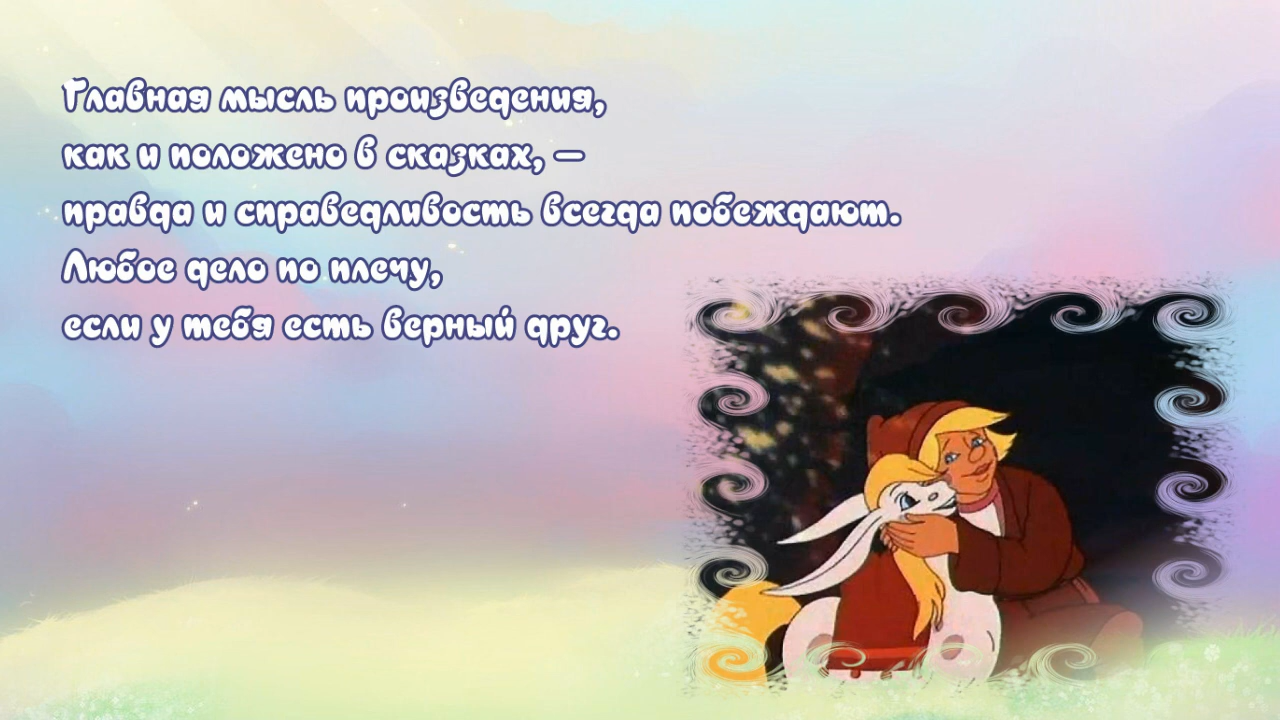 Главная мысль произведения,
как и положено в сказках, –
правда и справедливость всегда побеждают.
Любое дело по плечу,
если у тебя есть верный друг.